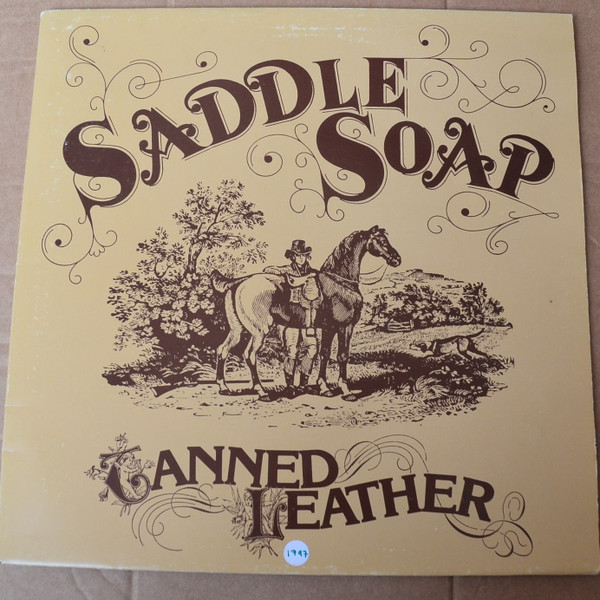 SADDLE
SOAP
TANNED
LEATHER
1947